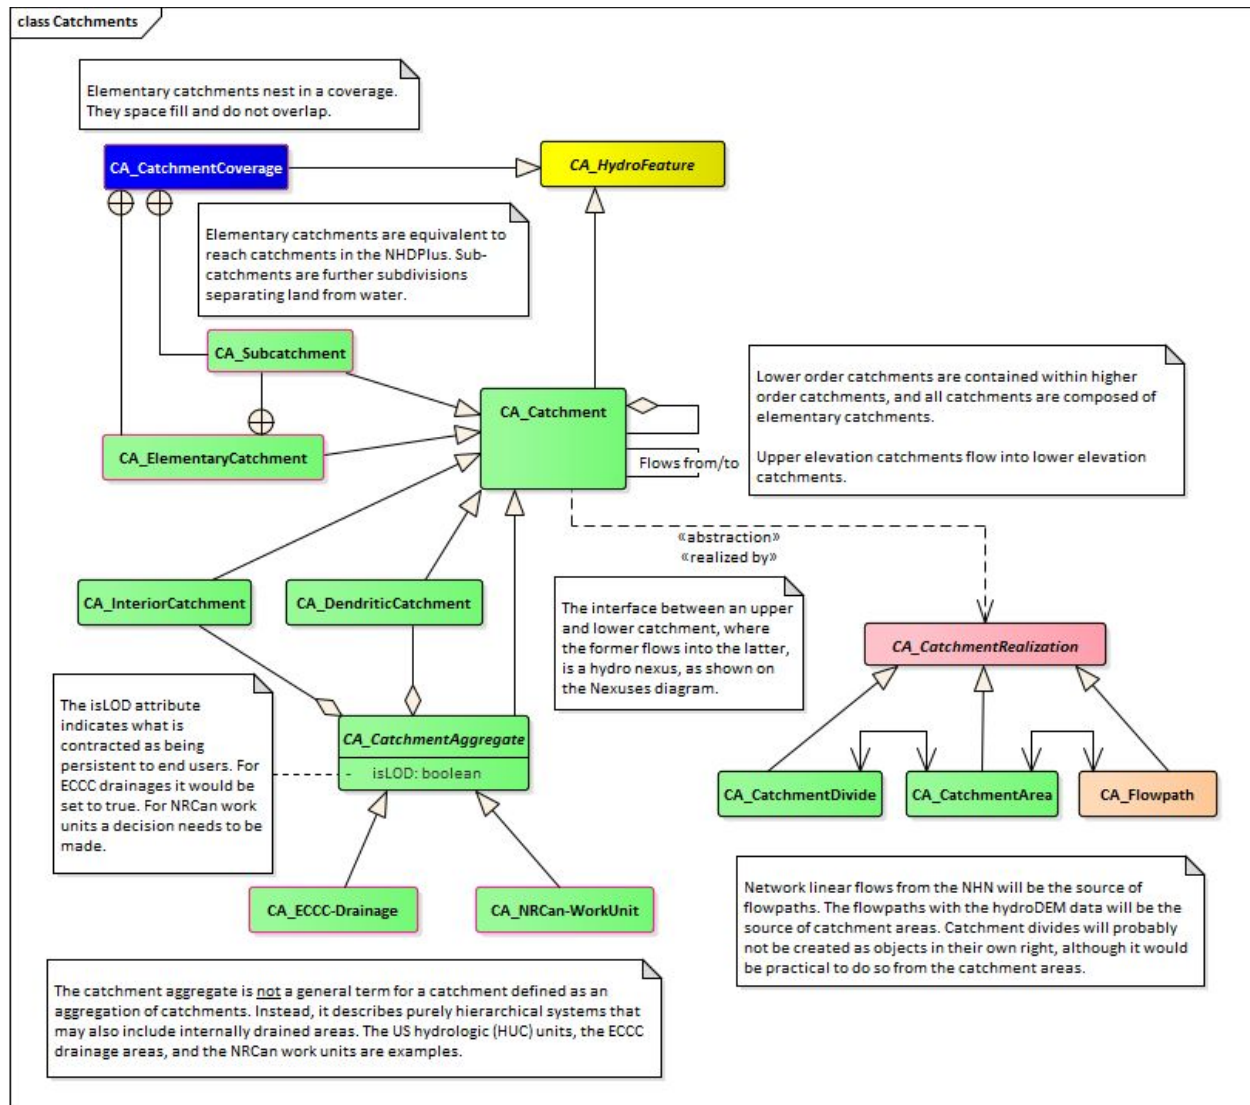 class Catchments
Elementary catchments nest in a coverage.
They space fill and do not overlap.
CA_CatchmentCoverage
CA_HydroFeature
Elementary catchments are equivalent to
reach catchments in the NHDPlus. Sub-
catchments are further subdivisions
separating land from water.
CA_Subcatchment
CA_ElementaryCatchment
CA_Catchment
Flows from/to
Lower order catchments are contained within higher
order catchments, and all catchments are composed of
elementary catchments.
Upper elevation catchments flow into lower elevation
catchments.
«abstraction»
«realized by»
CA_InteriorCatchment
CA_DendriticCatchment
The interface between an upper
and lower catchment, where
the former flows into the latter,
is a hydro nexus, as shown on
the Nexuses diagram.
CA_CatchmentRealization
The isLOD attribute
indicates what is
contracted as being
persistent to end users. For
ECCC drainages it would be
set to true. For NRCan work
units a decision needs to be
made.
CA_CatchmentAggregate
- isLOD: boolean
CA_CatchmentDivide
CA_CatchmentArea
CA_Flowpath
CA_ECCC-Drainage
CA_NRCan-WorkUnit
Network linear flows from the NHN will be the source of
flowpaths. The flowpaths with the hydroDEM data will be the
source of catchment areas. Catchment divides will probably
not be created as objects in their own right, although it would
be practical to do so from the catchment areas.
The catchment aggregate is not a general term for a catchment defined as an
aggregation of catchments. Instead, it describes purely hierarchical systems that
may also include internally drained areas. The US hydrologic (HUC) units, the ECCC
drainage areas, and the NRCan work units are examples.